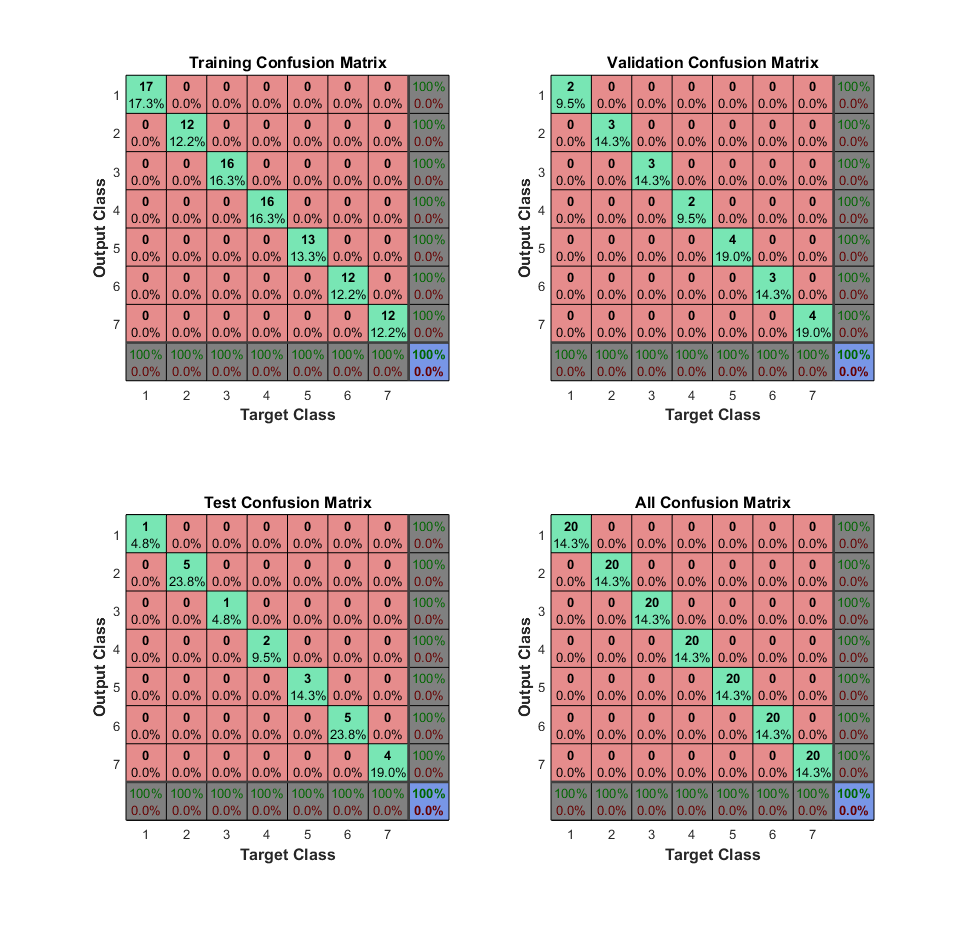 Training Confusion Matrix
1 17 0 0 0 0 0 0 100%
17.3% 0.0% 0.0% 0.0% 0.0% 0.0% 0.0% 0.0%
2 0 12 0 0 0 0 0 100%
0.0% 12.2% 0.0% 0.0% 0.0% 0.0% 0.0% 0.0%
3 0 0 16 0 0 0 0 100%
0.0% 0.0% 16.3% 0.0% 0.0% 0.0% 0.0% 0.0%
4 0 0 0 16 0 0 0 100%
0.0% 0.0% 0.0% 16.3% 0.0% 0.0% 0.0% 0.0%
5 0 0 0 0 13 0 0 100%
0.0% 0.0% 0.0% 0.0% 13.3% 0.0% 0.0% 0.0%
6 0 0 0 0 0 12 0 100%
0.0% 0.0% 0.0% 0.0% 0.0% 12.2% 0.0% 0.0%
7 0 0 0 0 0 0 12 100%
0.0% 0.0% 0.0% 0.0% 0.0% 0.0% 12.2% 0.0%
100% 100% 100% 100% 100% 100% 100% 100%
0.0% 0.0% 0.0% 0.0% 0.0% 0.0% 0.0% 0.0%
1 2 3 4 5 6 7
Target Class
Output Class
Validation Confusion Matrix
1 2 0 0 0 0 0 0 100%
9.5% 0.0% 0.0% 0.0% 0.0% 0.0% 0.0% 0.0%
2 0 3 0 0 0 0 0 100%
0.0% 14.3% 0.0% 0.0% 0.0% 0.0% 0.0% 0.0%
3 0 0 3 0 0 0 0 100%
0.0% 0.0% 14.3% 0.0% 0.0% 0.0% 0.0% 0.0%
4 0 0 0 2 0 0 0 100%
0.0% 0.0% 0.0% 9.5% 0.0% 0.0% 0.0% 0.0%
5 0 0 0 0 4 0 0 100%
0.0% 0.0% 0.0% 0.0% 19.0% 0.0% 0.0% 0.0%
6 0 0 0 0 0 3 0 100%
0.0% 0.0% 0.0% 0.0% 0.0% 14.3% 0.0% 0.0%
7 0 0 0 0 0 0 4 100%
0.0% 0.0% 0.0% 0.0% 0.0% 0.0% 19.0% 0.0%
100% 100% 100% 100% 100% 100% 100% 100%
0.0% 0.0% 0.0% 0.0% 0.0% 0.0% 0.0% 0.0%
1 2 3 4 5 6 7
Target Class
Output Class
Test Confusion Matrix
1 1 0 0 0 0 0 0 100%
4.8% 0.0% 0.0% 0.0% 0.0% 0.0% 0.0% 0.0%
2 0 5 0 0 0 0 0 100%
0.0% 23.8% 0.0% 0.0% 0.0% 0.0% 0.0% 0.0%
3 0 0 1 0 0 0 0 100%
0.0% 0.0% 4.8% 0.0% 0.0% 0.0% 0.0% 0.0%
4 0 0 0 2 0 0 0 100%
0.0% 0.0% 0.0% 9.5% 0.0% 0.0% 0.0% 0.0%
5 0 0 0 0 3 0 0 100%
0.0% 0.0% 0.0% 0.0% 14.3% 0.0% 0.0% 0.0%
6 0 0 0 0 0 5 0 100%
0.0% 0.0% 0.0% 0.0% 0.0% 23.8% 0.0% 0.0%
7 0 0 0 0 0 0 4 100%
0.0% 0.0% 0.0% 0.0% 0.0% 0.0% 19.0% 0.0%
100% 100% 100% 100% 100% 100% 100% 100%
0.0% 0.0% 0.0% 0.0% 0.0% 0.0% 0.0% 0.0%
1 2 3 4 5 6 7
Target Class
Output Class
All Confusion Matrix
1 20 0 0 0 0 0 0 100%
14.3% 0.0% 0.0% 0.0% 0.0% 0.0% 0.0% 0.0%
2 0 20 0 0 0 0 0 100%
0.0% 14.3% 0.0% 0.0% 0.0% 0.0% 0.0% 0.0%
3 0 0 20 0 0 0 0 100%
0.0% 0.0% 14.3% 0.0% 0.0% 0.0% 0.0% 0.0%
4 0 0 0 20 0 0 0 100%
0.0% 0.0% 0.0% 14.3% 0.0% 0.0% 0.0% 0.0%
5 0 0 0 0 20 0 0 100%
0.0% 0.0% 0.0% 0.0% 14.3% 0.0% 0.0% 0.0%
6 0 0 0 0 0 20 0 100%
0.0% 0.0% 0.0% 0.0% 0.0% 14.3% 0.0% 0.0%
7 0 0 0 0 0 0 20 100%
0.0% 0.0% 0.0% 0.0% 0.0% 0.0% 14.3% 0.0%
100% 100% 100% 100% 100% 100% 100% 100%
0.0% 0.0% 0.0% 0.0% 0.0% 0.0% 0.0% 0.0%
1 2 3 4 5 6 7
Target Class
Output Class